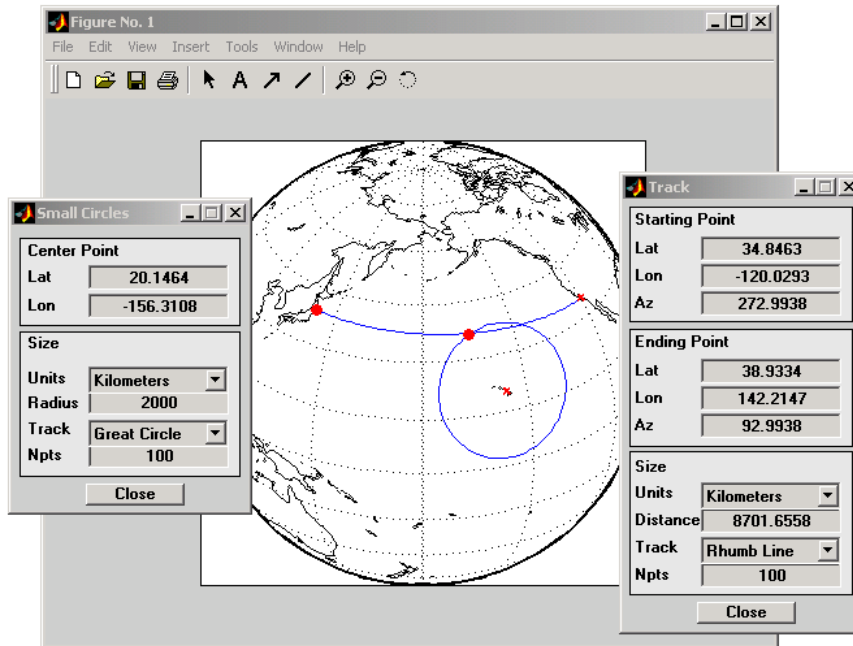 Figure No. 1
File Edit View Insert Tools Window Help
A
Small Circles
Center Point
Lat 20.1464
Lon -156.3108
Size
Units Kilometers
Radius 2000
Track Great Circle
Npts 100
Close
Track
Starting Point
Lat 34.8463
Lon -120.0293
Az 272.9938
Ending Point
Lat 38.9334
Lon 142.2147
Az 92.9938
Size
Units Kilometers
Distance 8701.6558
Track Rhumb Line
Npts 100
Close